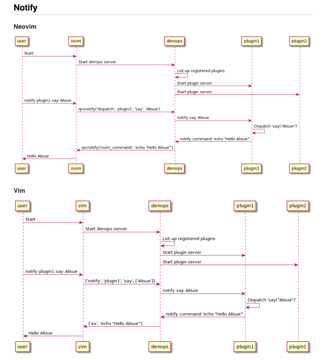 Notify
Neovim
user nvim denops plugin1 plugin2
Start
Start denops server
List up registered plugins
Start plugin server
Start plugin server
notify plugin1 say Alisue
rpcnotify('dispatch', 'plugin1', 'say', 'Alisue')
notify say Alisue
Dispatch 'say("Alisue")'
notify command 'echo "Hello Alisue"'
rpcnotify('nvim_command', 'echo "Hello Alisue"')
Hello Alisue
user nvim denops plugin1 plugin2
Vim
user vim denops plugin1 plugin2
Start
Start denops server
List up registered plugins
Start plugin server
Start plugin server
notify plugin1 say Alisue
['notify', 'plugin1', 'say', ['Alisue']]
notify say Alisue
Dispatch 'say("Alisue")'
notify command 'echo "Hello Alisue"'
['ex', 'echo "Hello Alisue"']
Hello Alisue
user vim denops plugin1 plugin2